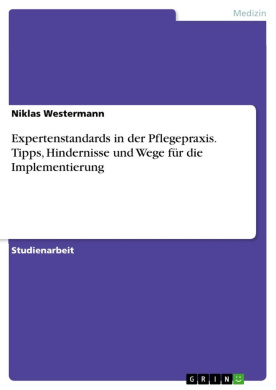 Medizin
Niklas Westermann
Expertenstandards in der Pflegepraxis.
Tipps, Hindernisse und Wege für die
Implementierung
Studienarbeit
GRIN